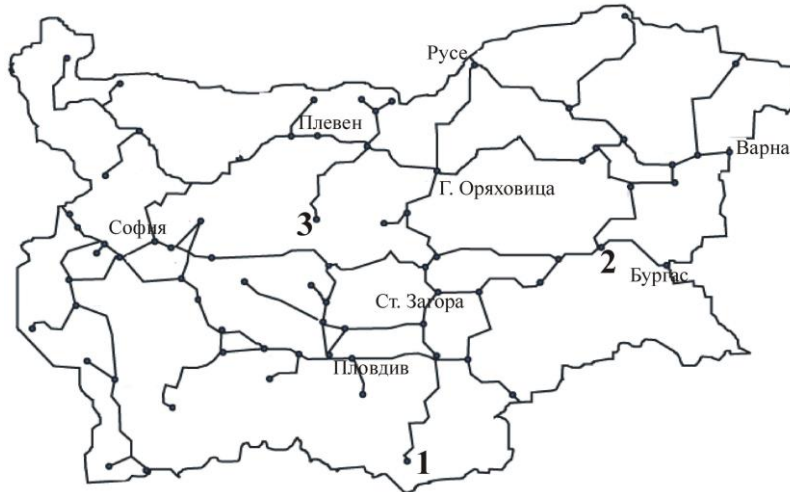 Русе
Плевен
Варна
Г. Оряховица
3
София
2
Бургас
Ст. Загора
Пловдив
1